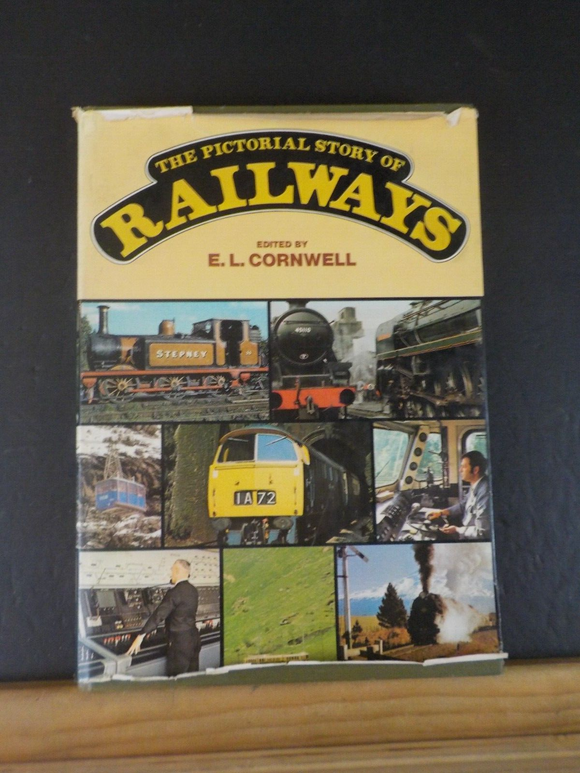 THE PICTORIAL STORY OF
RAILWAYS
EDITED BY
E. L. CORNWELL
STEPNEY
1A72